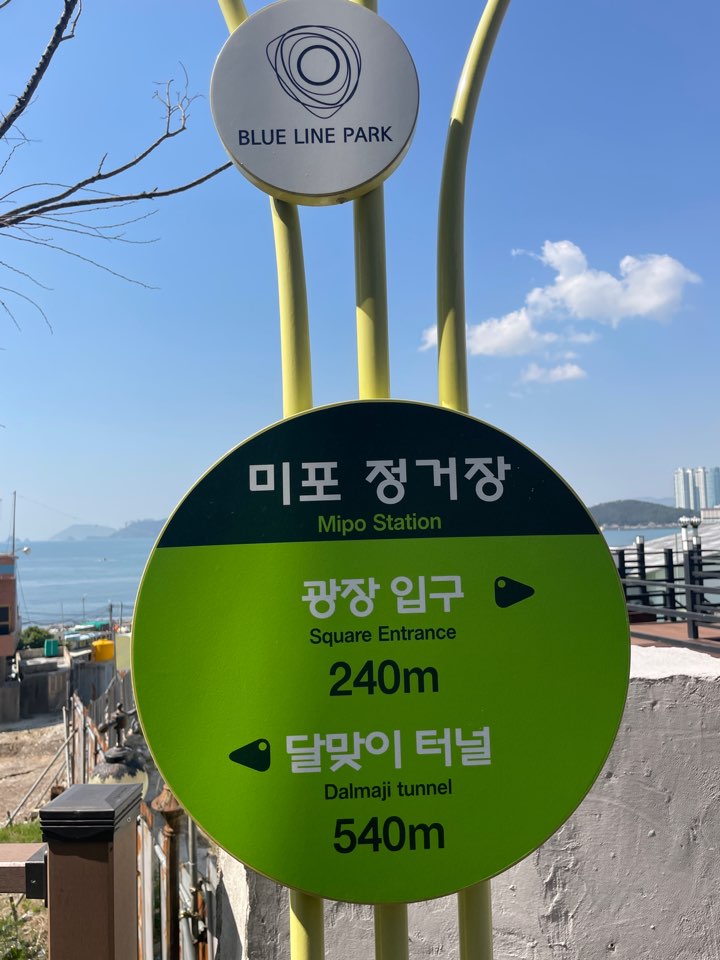 BLUE LINE PARK
미포 정거장
Mipo Station
광장 입구
Square Entrance
240m
달맞이 터널
Dalmaji tunnel
540m